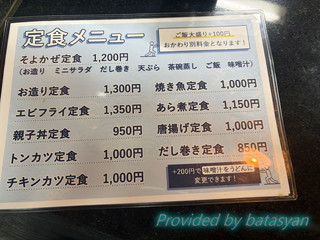 定食メニュー
ご飯大盛り+100円
おかわり別料金となります!
そよかぜ定食 1,200円
(お造り ミニサラダ だし巻き 天ぷら 茶碗蒸し ご飯 味噌汁)
お造り定食 1,300円
焼き魚定食 1,000円
エビフライ定食 1,350円
あら煮定食 1,150円
親子丼定食 950円
唐揚げ定食 1,000円
トンカツ定食 1,000円
だし巻き定食 850円
チキンカツ定食 1,000円
+200円で味噌汁をうどんに
変更できます!
Provided by batasyan